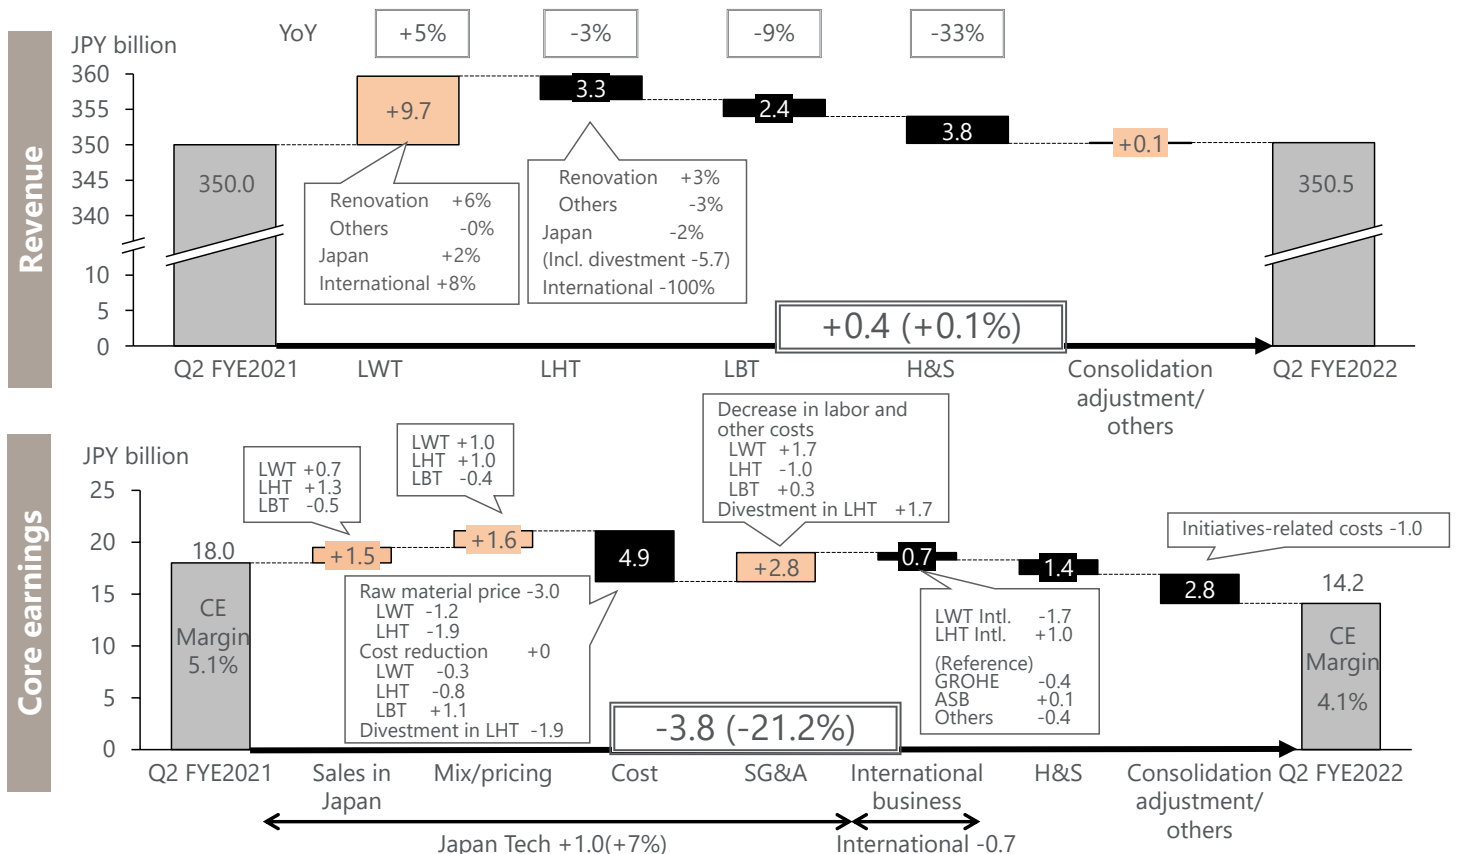 Revenue
JPY billion
YoY
+5%
-3%
-9%
-33%
360
355
350
345
340
10
5
0
350.0
+9.7
3.3
2.4
3.8
+0.1
350.5
Renovation +6%
Others -0%
Japan +2%
International +8%
Renovation +3%
Others -3%
Japan -2%
(Incl. divestment -5.7)
International -100%
+0.4 (+0.1%)
Q2 FYE2021
LWT
LHT
LBT
H&S
Consolidation
adjustment/
others
Q2 FYE2022
Core earnings
JPY billion
25
20
15
10
5
0
18.0
CE
Margin
5.1%
LWT +0.7
LHT +1.3
LBT -0.5
+1.5
LWT +1.0
LHT +1.0
LBT -0.4
+1.6
4.9
Raw material price -3.0
LWT -1.2
LHT -1.9
Cost reduction +0
LWT -0.3
LHT -0.8
LBT +1.1
Divestment in LHT -1.9
Decrease in labor and
other costs
LWT +1.7
LHT -1.0
LBT +0.3
Divestment in LHT +1.7
+2.8
0.7
LWT Intl. -1.7
LHT Intl. +1.0
(Reference)
GROHE -0.4
ASB +0.1
Others -0.4
1.4
Initiatives-related costs -1.0
2.8
14.2
CE
Margin
4.1%
-3.8 (-21.2%)
Q2 FYE2021
Sales in
Japan
Mix/pricing
Cost
SG&A
International
business
H&S
Consolidation
adjustment/
others
Q2 FYE2022
Japan Tech +1.0(+7%)
International -0.7